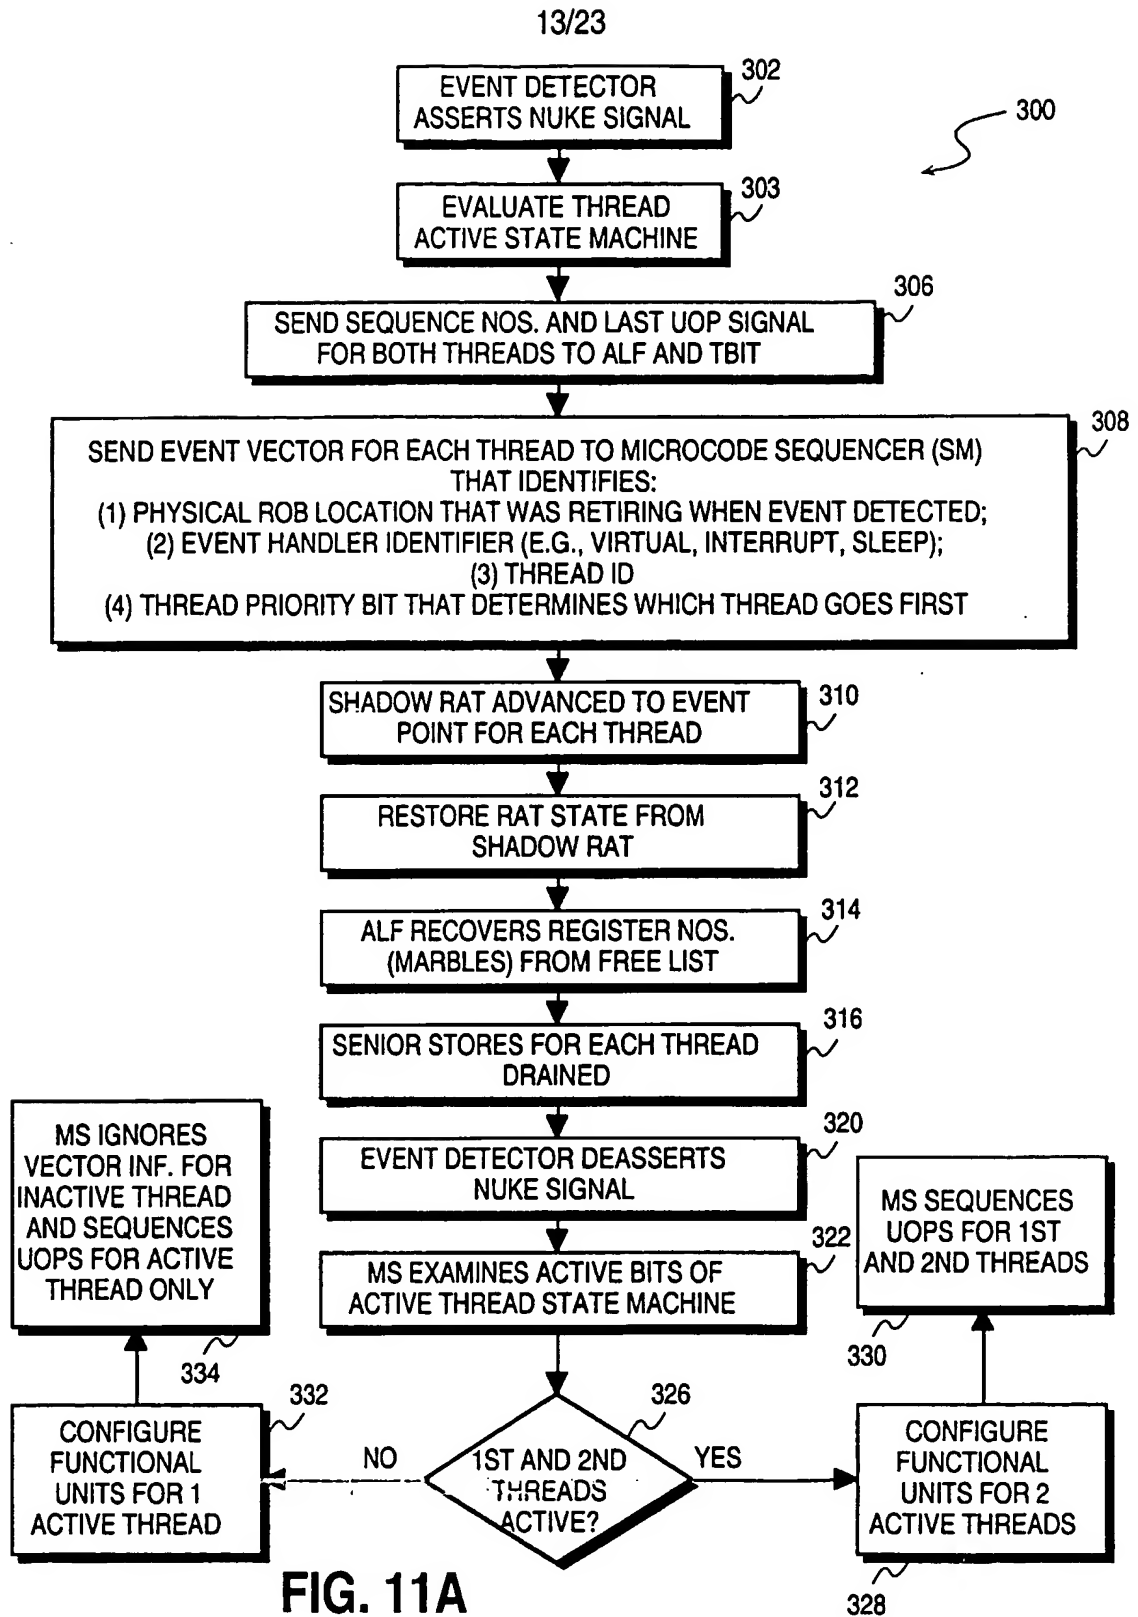 13/23
302
EVENT DETECTOR
ASSERTS NUKE SIGNAL
300
303
EVALUATE THREAD
ACTIVE STATE MACHINE
306
SEND SEQUENCE NOS. AND LAST UOP SIGNAL
FOR BOTH THREADS TO ALF AND TBIT
308
SEND EVENT VECTOR FOR EACH THREAD TO MICROCODE SEQUENCER (SM)
THAT IDENTIFIES:
(1) PHYSICAL ROB LOCATION THAT WAS RETIRING WHEN EVENT DETECTED;
(2) EVENT HANDLER IDENTIFIER (E.G., VIRTUAL, INTERRUPT, SLEEP);
(3) THREAD ID
(4) THREAD PRIORITY BIT THAT DETERMINES WHICH THREAD GOES FIRST
310
SHADOW RAT ADVANCED TO EVENT
POINT FOR EACH THREAD
312
RESTORE RAT STATE FROM
SHADOW RAT
314
ALF RECOVERS REGISTER NOS.
(MARBLES) FROM FREE LIST
316
SENIOR STORES FOR EACH THREAD
DRAINED
320
EVENT DETECTOR DEASSERTS
NUKE SIGNAL
322
MS EXAMINES ACTIVE BITS OF
ACTIVE THREAD STATE MACHINE
MS IGNORES
VECTOR INF. FOR
INACTIVE THREAD
AND SEQUENCES
UOPS FOR ACTIVE
THREAD ONLY
334
MS SEQUENCES
UOPS FOR 1ST
AND 2ND THREADS
330
332
CONFIGURE
FUNCTIONAL
UNITS FOR 1
ACTIVE THREAD
NO
326
1ST AND 2ND
THREADS
ACTIVE?
YES
CONFIGURE
FUNCTIONAL
UNITS FOR 2
ACTIVE THREADS
328
FIG. 11A